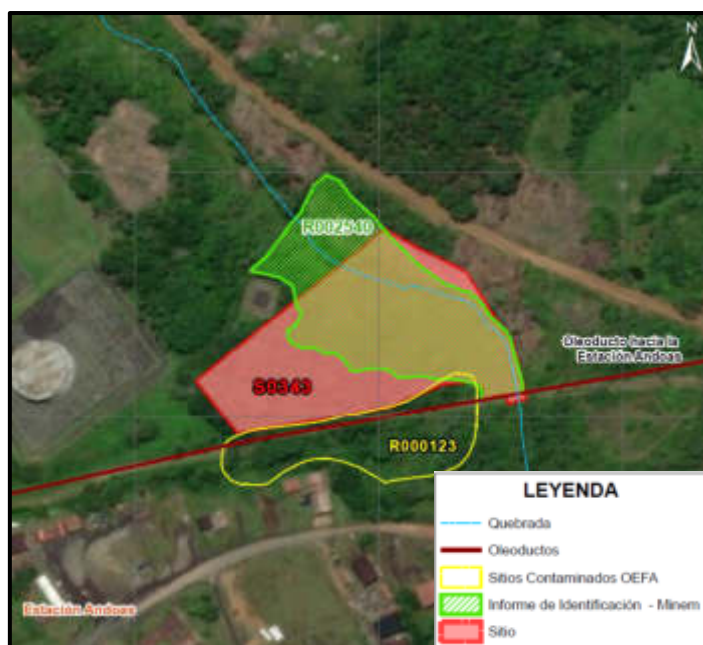 N
R002540
Oleoducto hacia la
Estación Andoas
S0343
R000123
LEYENDA
Quebrada
Oleoductos
Sitios Contaminados OEFA
Informe de Identificación - Minem
Sitio
Estación Andoas